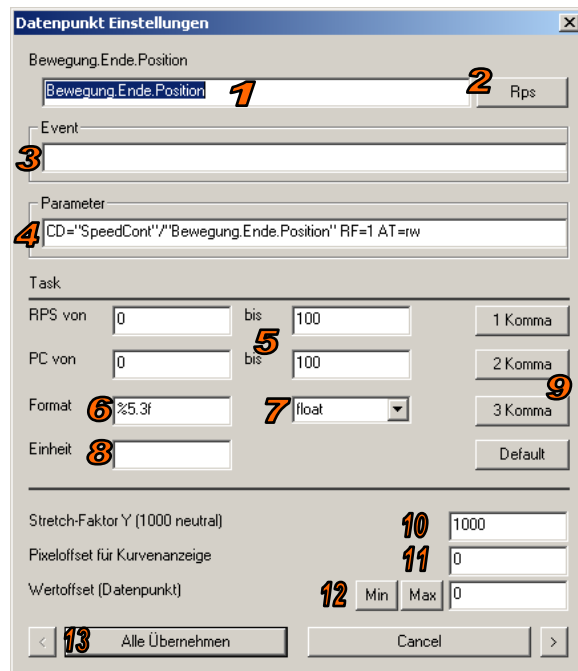 Datenpunkt Einstellungen
Bewegung.Ende.Position
Bewegung.Ende.Position 1 2 Rps
Event
3
Parameter
4 CD="SpeedCont"/"Bewegung.Ende.Position" RF=1 AT=rw
Task
RPS von 0 bis 100 1 Komma
5
PC von 0 bis 100 2 Komma
9
Format 6 %5.3f 7 float 3 Komma
Einheit 8 Default
Stretch-Faktor Y (1000 neutral) 10 1000
Pixeloffset für Kurvenanzeige 11 0
Wertoffset (Datenpunkt) 12 Min Max 0
< 13 Alle Übernehmen Cancel >